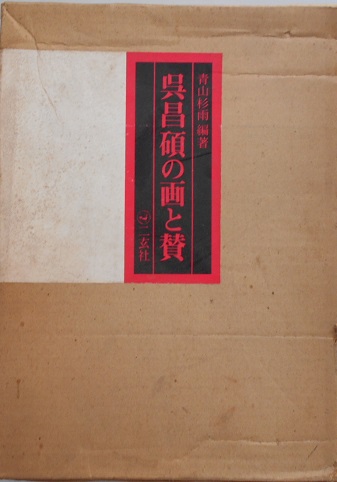 青山杉雨 編著
呉昌碩の画と賛
二玄社